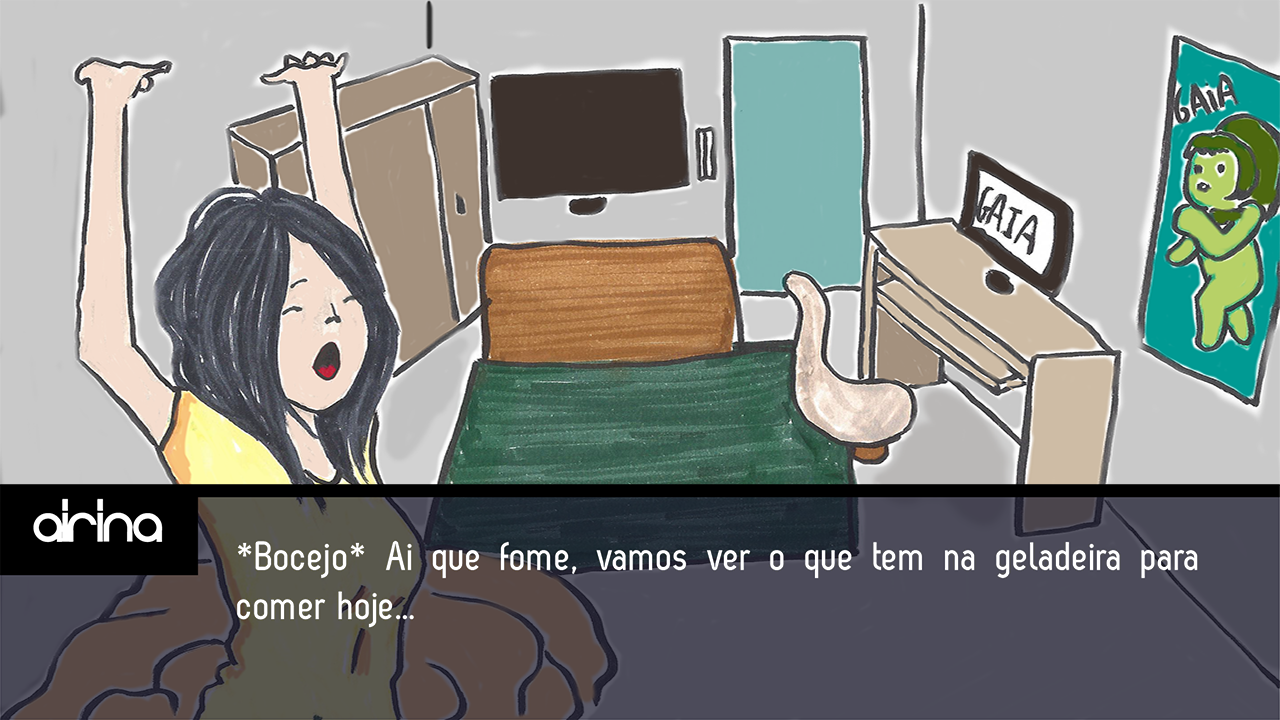 GAIA
GAIA
airina
*Bocejo* Ai que fome, vamos ver o que tem na geladeira para
comer hoje...